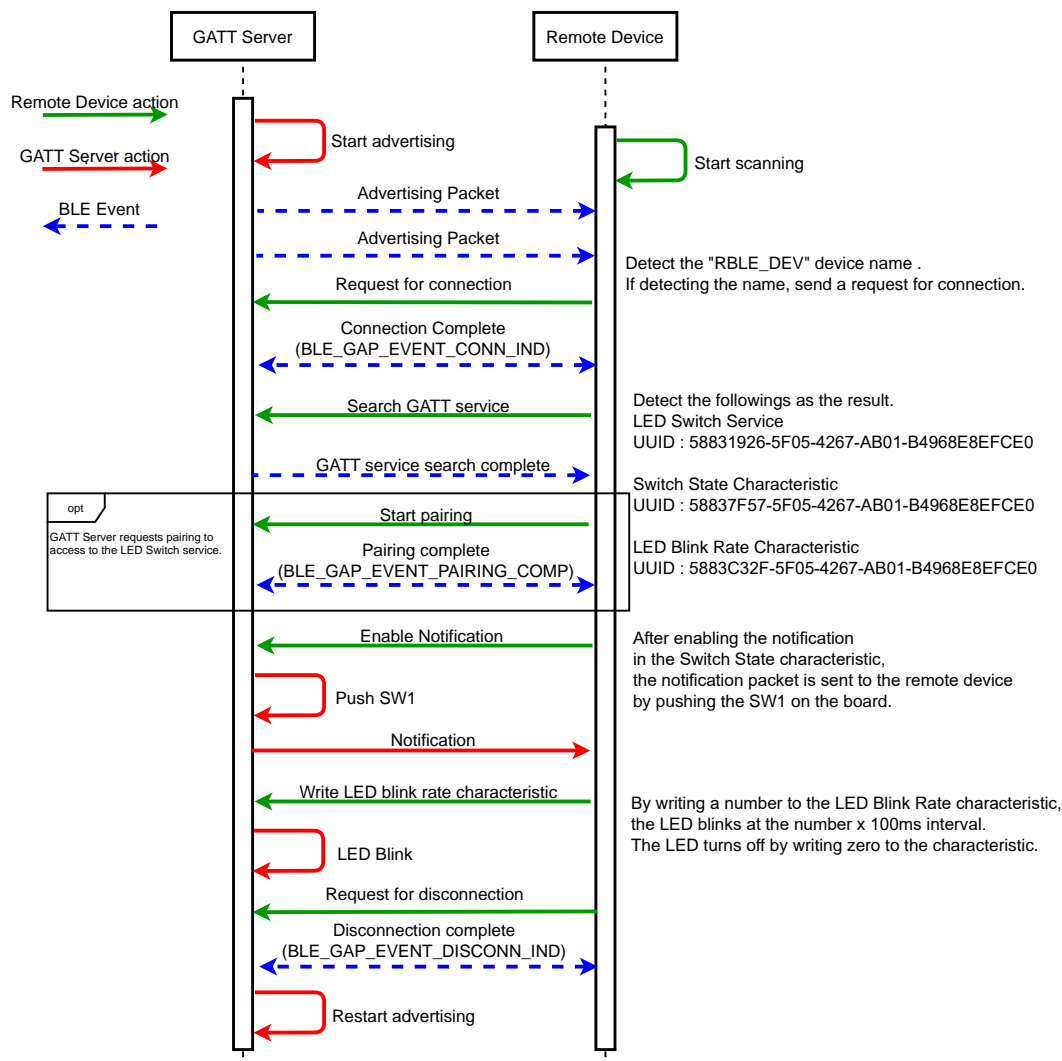 GATT Server
Remote Device
Remote Device action
GATT Server action
BLE Event
Start advertising
Start scanning
Advertising Packet
Advertising Packet
Detect the "RBLE_DEV" device name .
If detecting the name, send a request for connection.
Request for connection
Connection Complete
(BLE_GAP_EVENT_CONN_IND)
Search GATT service
Detect the followings as the result.
LED Switch Service
UUID : 58831926-5F05-4267-AB01-B4968E8EFCE0
GATT service search complete
Switch State Characteristic
UUID : 58837F57-5F05-4267-AB01-B4968E8EFCE0
opt
GATT Server requests pairing to
access to the LED Switch service.
Start pairing
LED Blink Rate Characteristic
UUID : 5883C32F-5F05-4267-AB01-B4968E8EFCE0
Pairing complete
(BLE_GAP_EVENT_PAIRING_COMP)
Enable Notification
After enabling the notification
in the Switch State characteristic,
the notification packet is sent to the remote device
by pushing the SW1 on the board.
Push SW1
Notification
Write LED blink rate characteristic
By writing a number to the LED Blink Rate characteristic,
the LED blinks at the number x 100ms interval.
The LED turns off by writing zero to the characteristic.
LED Blink
Request for disconnection
Disconnection complete
(BLE_GAP_EVENT_DISCONN_IND)
Restart advertising